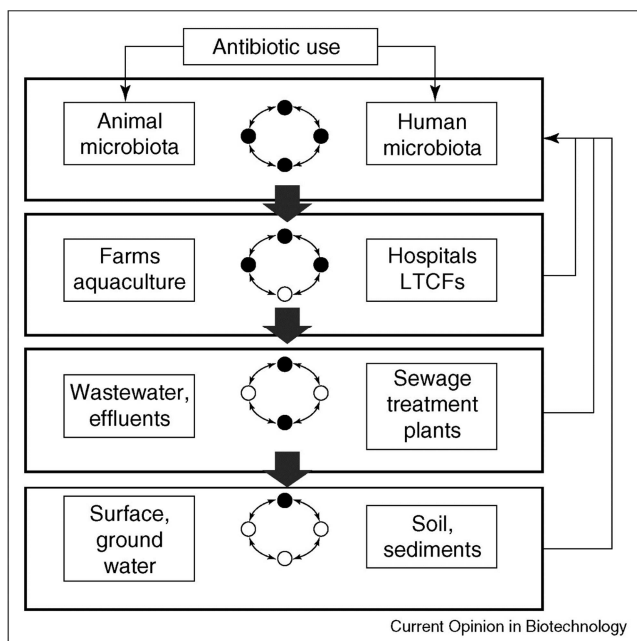 Antibiotic use
Animal
microbiota
Human
microbiota
Farms
aquaculture
Hospitals
LTCFs
Wastewater,
effluents
Sewage
treatment
plants
Surface,
ground
water
Soil,
sediments
Current Opinion in Biotechnology